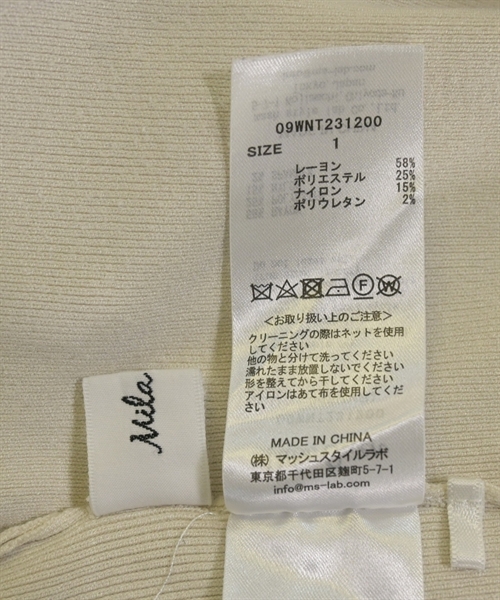 09WNT231200
SIZE 1
レーヨン 58%
ポリエステル 25%
ナイロン 15%
ポリウレタン 2%
<お取り扱い上のご注意>
クリーニングの際はネットを使用
してください
他の物と分けて洗ってください
濡れたまま放置しないでください
形を整えてから干してください
アイロンはあて布を使用してくださ
い
MADE IN CHINA
(株) マッシュスタイルラボ
東京都千代田区麹町5-7-1
info@ms-lab.com
Mila